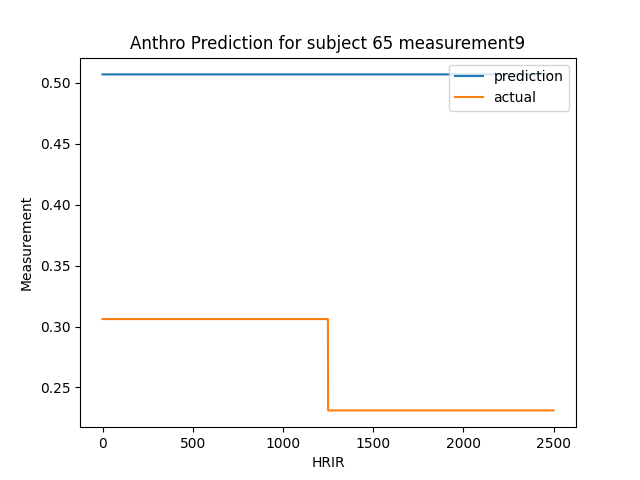 Anthro Prediction for subject 65 measurement9
prediction
actual
0.50
0.45
0.40
0.35
0.30
0.25
Measurement
0 500 1000 1500 2000 2500
HRIR